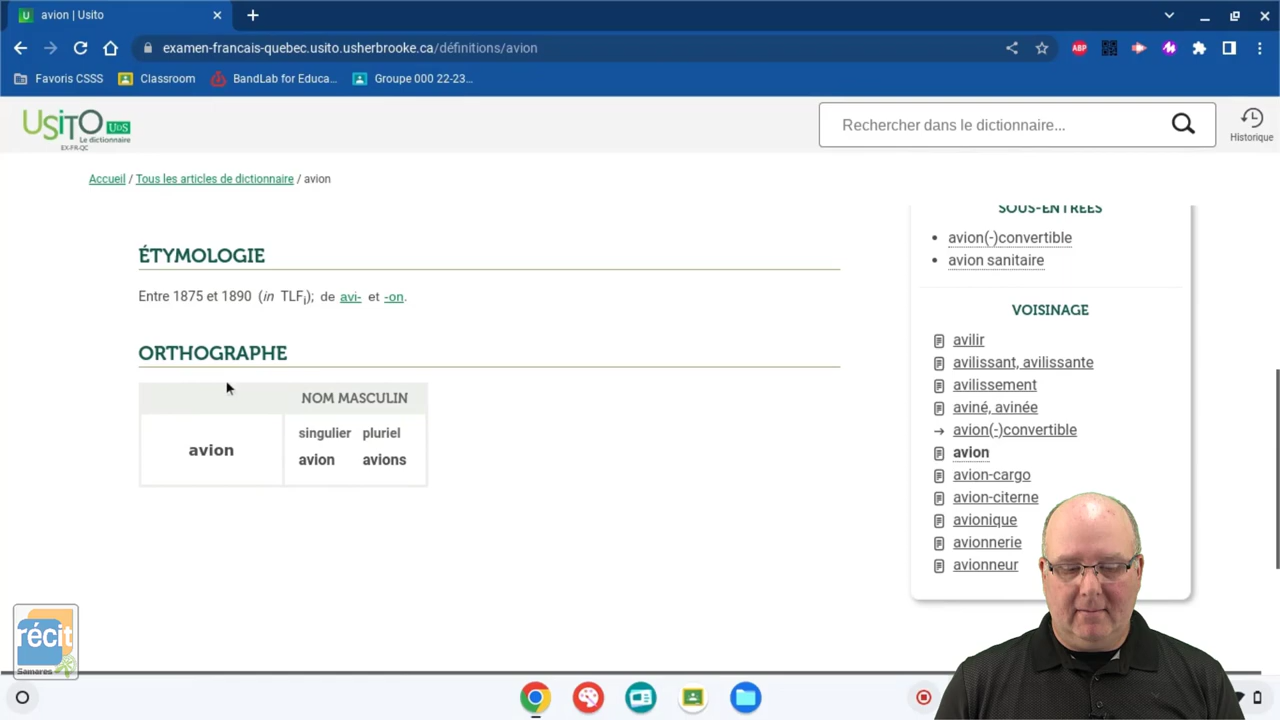 avion | Usito
examen-francais-quebec.usito.usherbrooke.ca/définitions/avion
ABP
Favoris CSSS
Classroom
BandLab for Educa...
Groupe 000 22-23...
USITO UdS
Le dictionnaire
EX-FR-QC
Rechercher dans le dictionnaire...
Historique
Accueil / Tous les articles de dictionnaire / avion
ÉTYMOLOGIE
Entre 1875 et 1890 (in TLFi); de avi- et -on.
ORTHOGRAPHE
NOM MASCULIN
avion
singulier pluriel
avion avions
SOUS-ENTRÉES
avion(-)convertible
avion sanitaire
VOISINAGE
avilir
avilissant, avilissante
avilissement
aviné, avinée
→ avion(-)convertible
avion
avion-cargo
avion-citerne
avionique
avionnerie
avionneur
récit
Samares